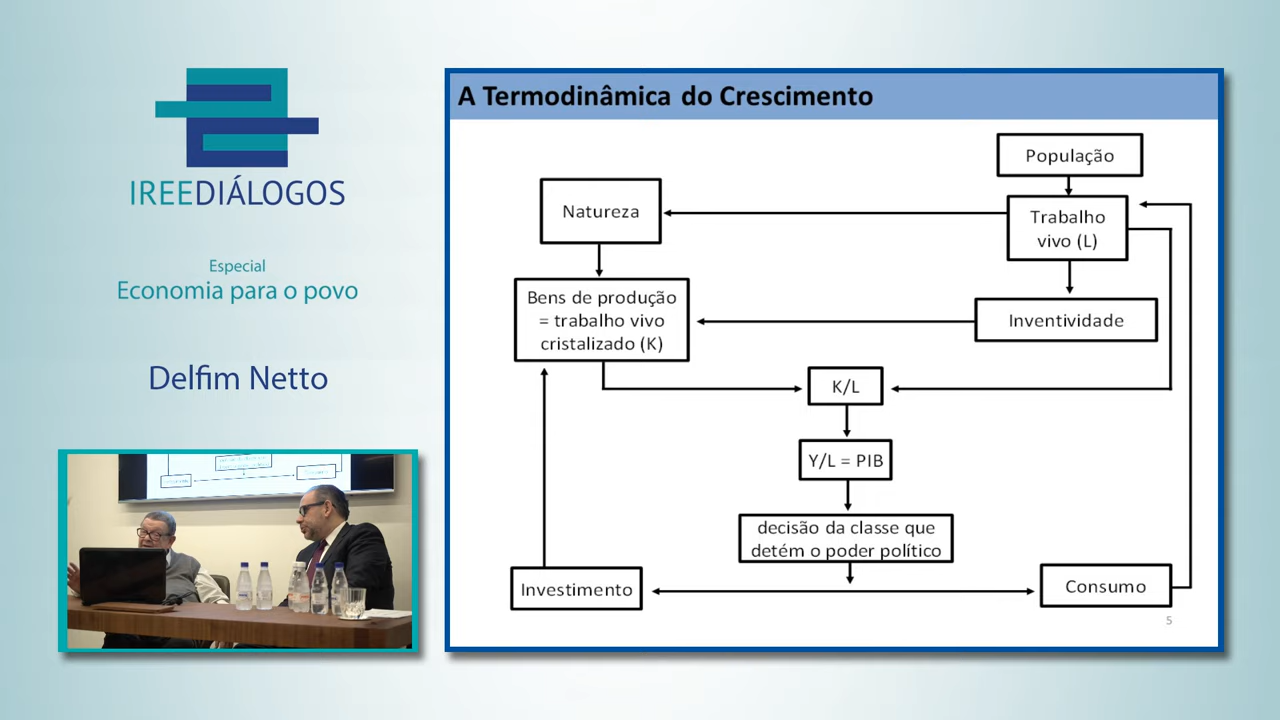 IREEDIÁLOGOS
Especial
Economia para o povo
Delfim Netto
A Termodinâmica do Crescimento
População
Natureza
Trabalho
vivo (L)
Bens de produção
= trabalho vivo
cristalizado (K)
Inventividade
K/L
Y/L = PIB
decisão da classe que
detém o poder político
Investimento
Consumo
5